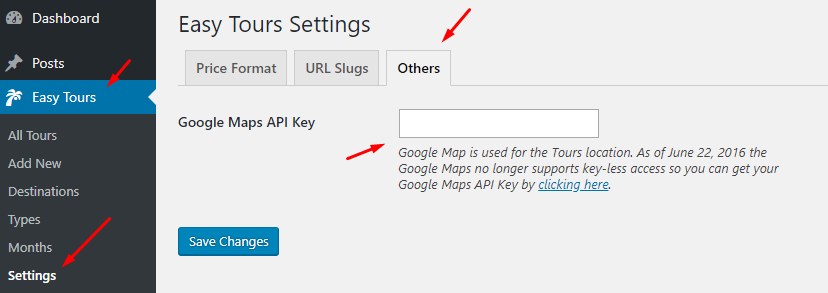 Dashboard
Posts
Easy Tours
All Tours
Add New
Destinations
Types
Months
Settings
Easy Tours Settings
Price Format
URL Slugs
Others
Google Maps API Key
Google Map is used for the Tours location. As of June 22, 2016 the
Google Maps no longer supports key-less access so you can get your
Google Maps API Key by clicking here.
Save Changes